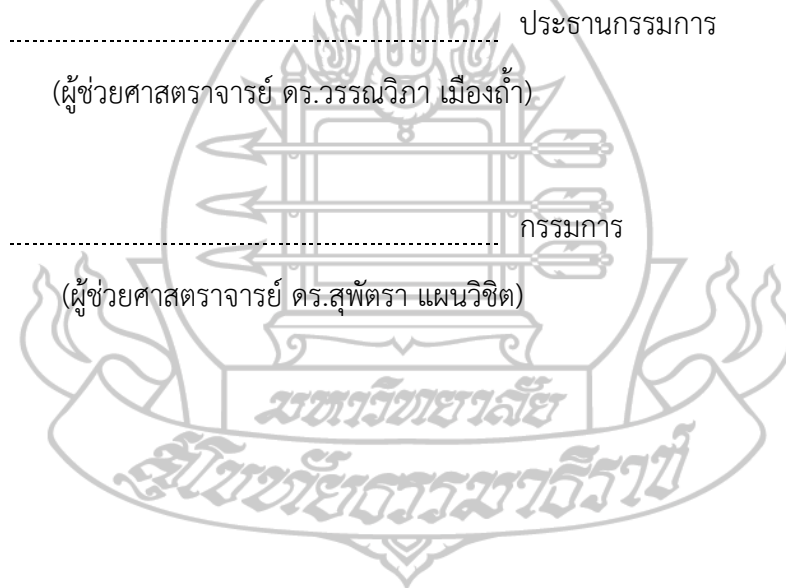 ................................................................ ประธานกรรมการ
(ผู้ช่วยศาสตราจารย์ ดร.วรรณวิภา เมืองถ้ำ)
................................................................ กรรมการ
(ผู้ช่วยศาสตราจารย์ ดร.สุพัตรา แผนวิชิต)
มหาวิทยาลัย
สุโขทัยธรรมาธิราช